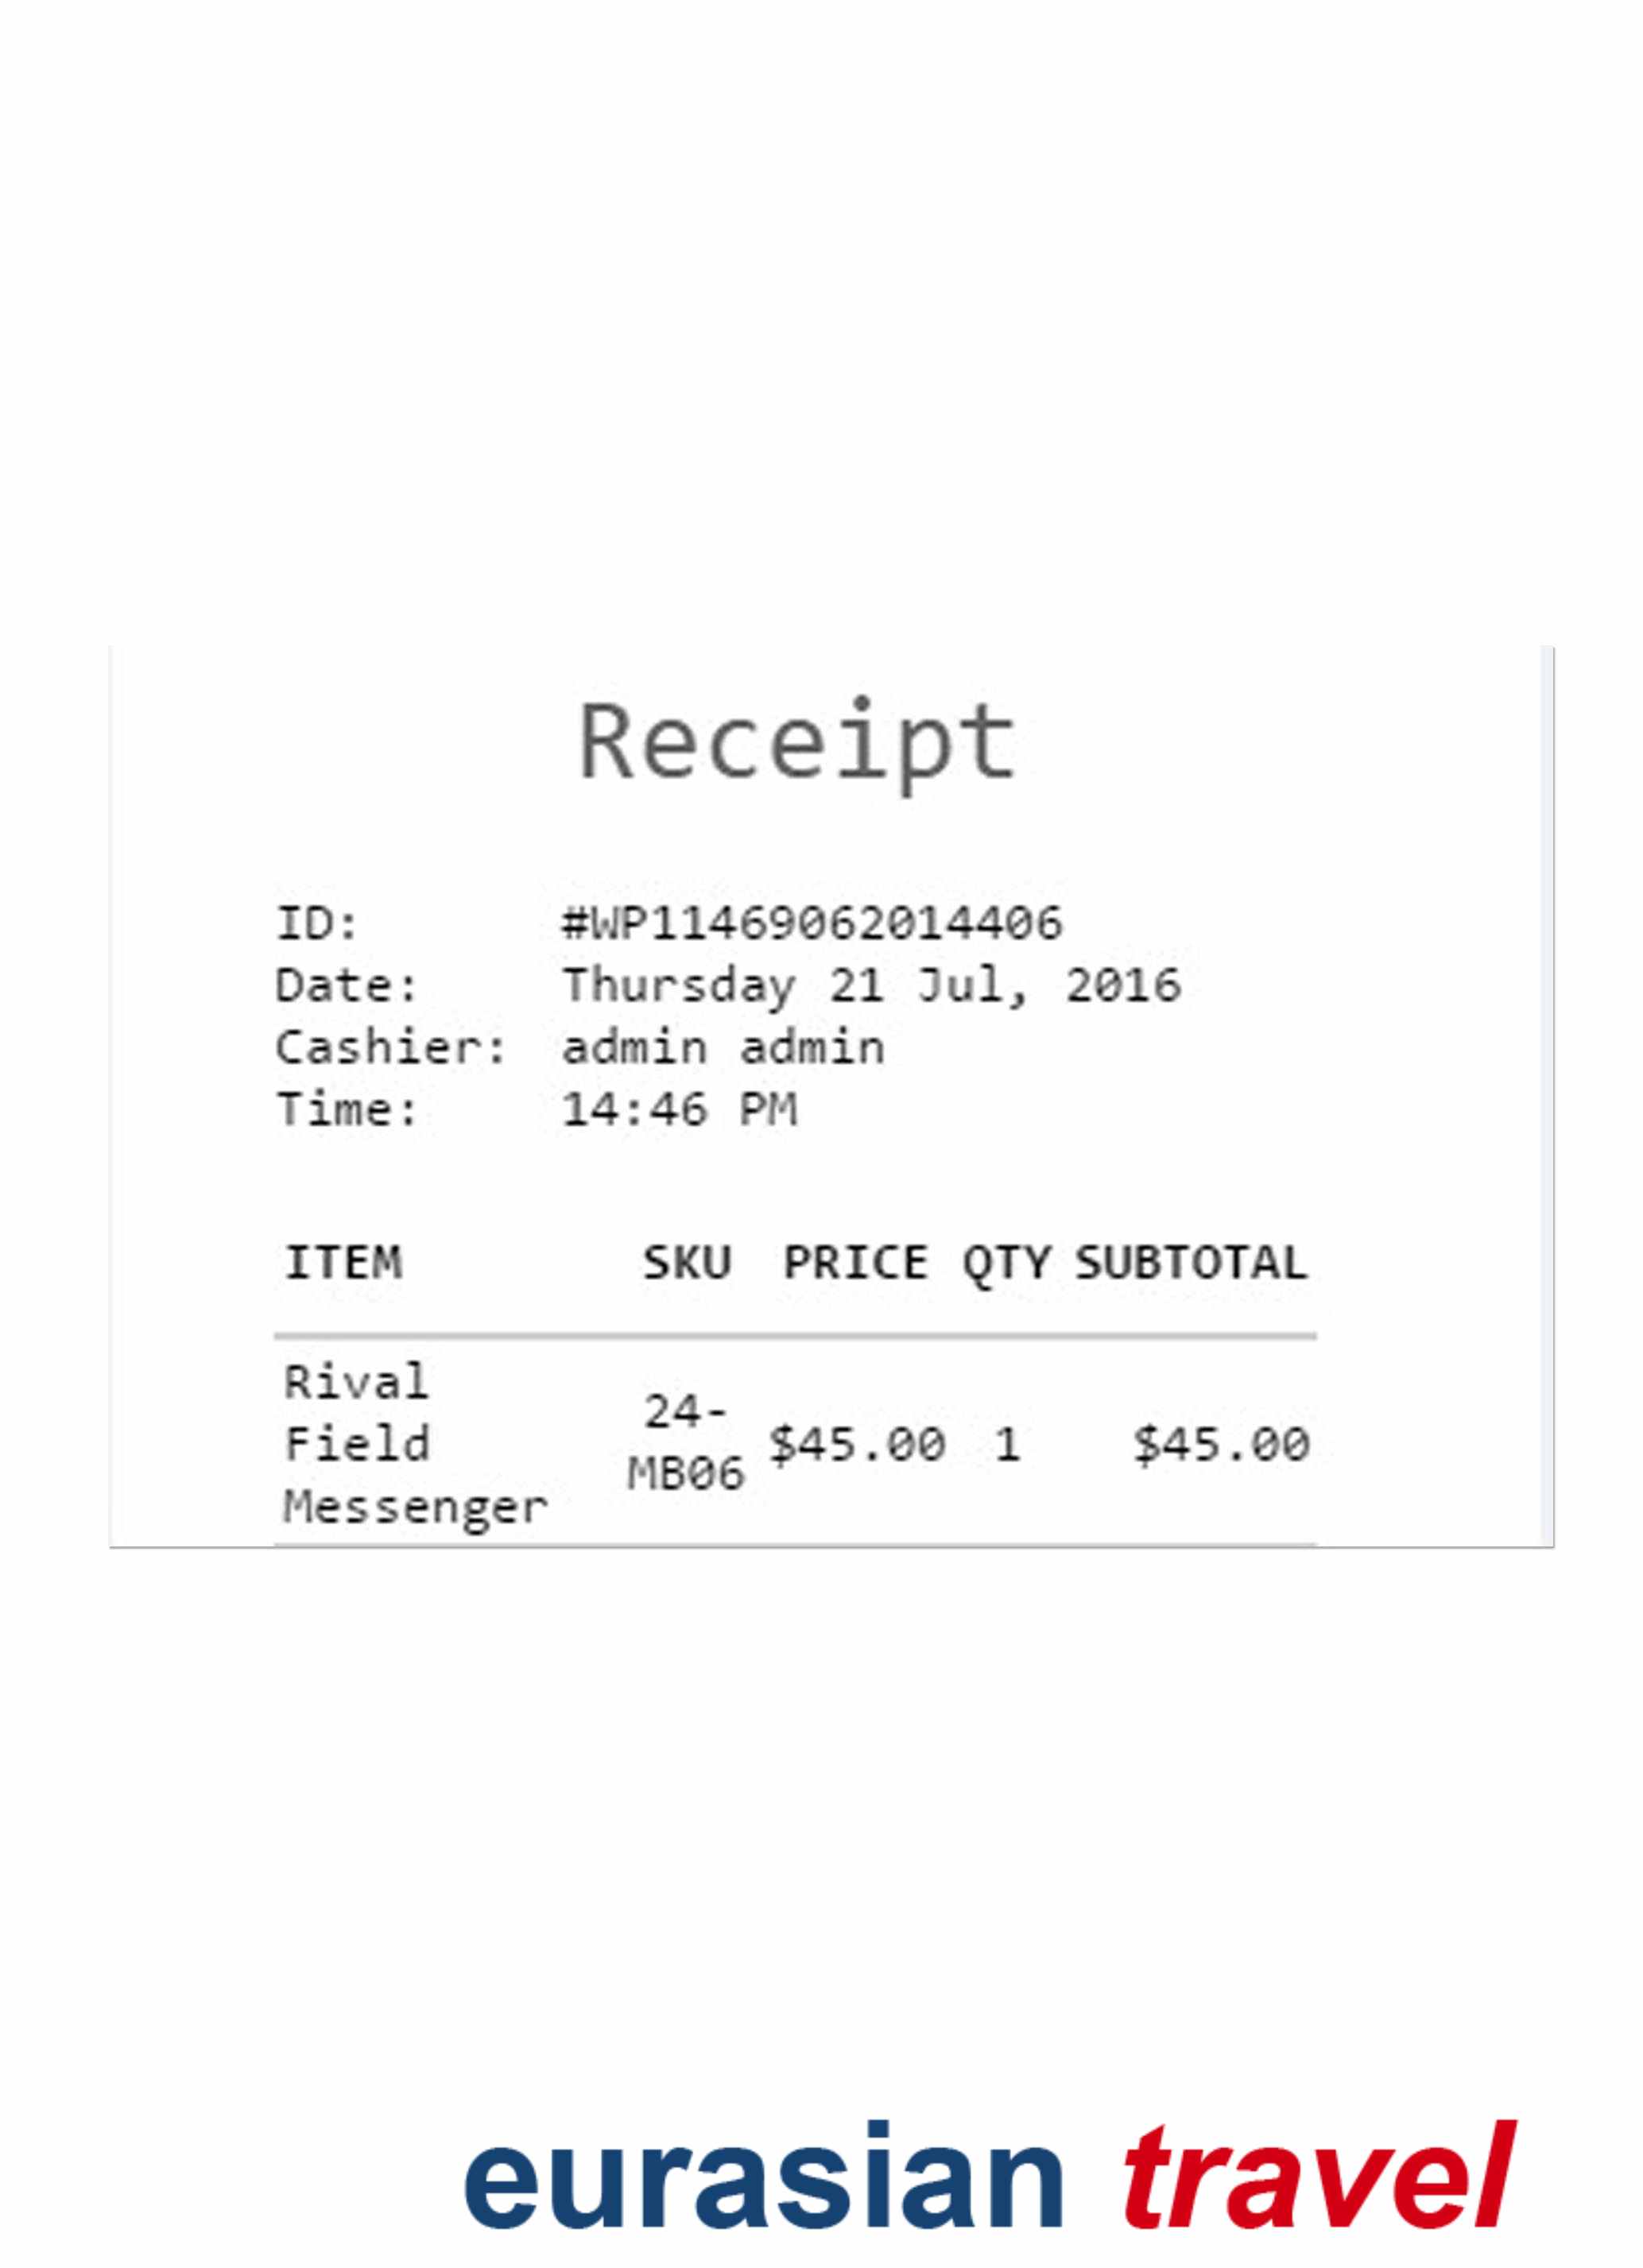 Receipt
ID: #WP11469062014406
Date: Thursday 21 Jul, 2016
Cashier: admin admin
Time: 14:46 PM
ITEM SKU PRICE QTY SUBTOTAL
Rival
Field
Messenger
24-
MB06
$45.00 1 $45.00
eurasian travel